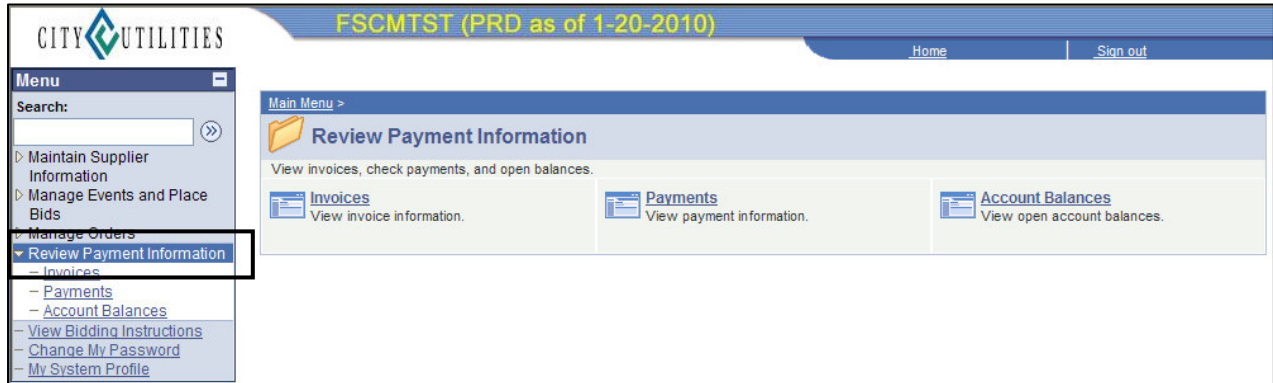 CITY UTILITIES
FSCMTST (PRD as of 1-20-2010)
Home
Sign out
Menu
Search:
Maintain Supplier
Information
Manage Events and Place
Bids
Manage Orders
Review Payment Information
Invoices
Payments
Account Balances
View Bidding Instructions
Change My Password
My System Profile
Main Menu >
Review Payment Information
View invoices, check payments, and open balances.
Invoices
View invoice information.
Payments
View payment information.
Account Balances
View open account balances.